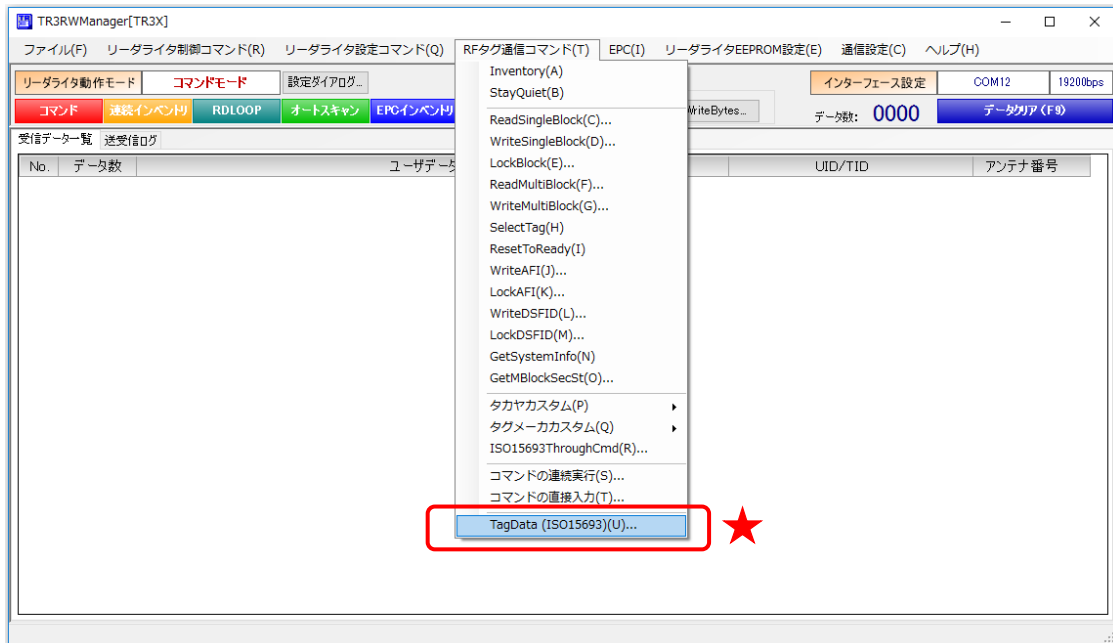 TR3RWManager[TR3X]
ファイル(F) リーダライタ制御コマンド(R) リーダライタ設定コマンド(Q) RFタグ通信コマンド(T) EPC(I) リーダライタEEPROM設定(E) 通信設定(C) ヘルプ(H)
リーダライタ動作モード コマンドモード 設定ダイアログ... インターフェース設定 COM12 19200bps
コマンド 連続インベントリ RDLOOP オートスキャン EPCインベントリ WriteBytes... データ数: 0000 データクリア(F9)
受信データ一覧 送受信ログ
No. データ数 ユーザデータ UID/TID アンテナ番号
Inventory(A)
StayQuiet(B)
ReadSingleBlock(C)...
WriteSingleBlock(D)...
LockBlock(E)...
ReadMultiBlock(F)...
WriteMultiBlock(G)...
SelectTag(H)
ResetToReady(I)
WriteAFI(J)...
LockAFI(K)...
WriteDSFID(L)...
LockDSFID(M)...
GetSystemInfo(N)
GetMBlockSecSt(O)...
タカヤカスタム(P)
タグメーカカスタム(Q)
ISO15693ThroughCmd(R)...
コマンドの連続実行(S)...
コマンドの直接入力(T)...
TagData (ISO15693)(U)...